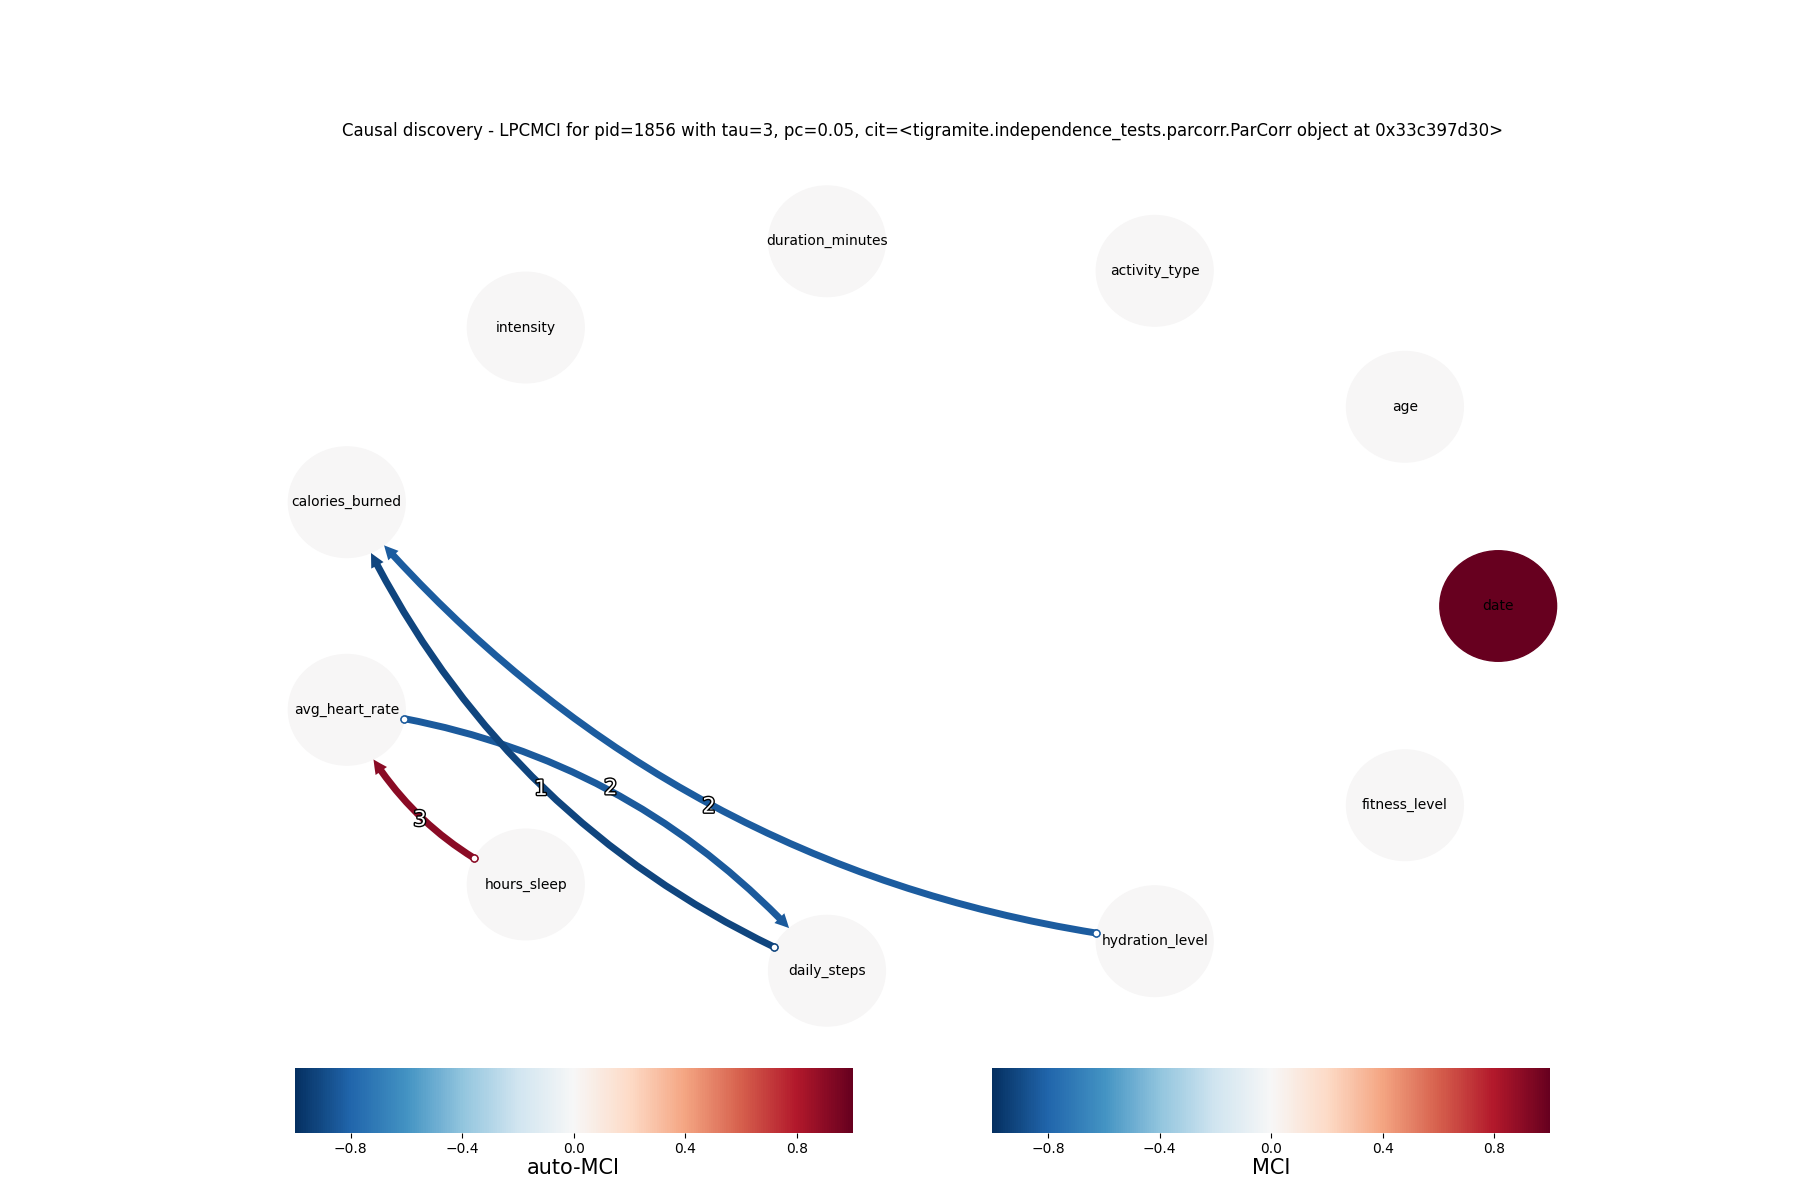 Causal discovery - LPCMCI for pid=1856 with tau=3, pc=0.05, cit=<tigramite.independence_tests.parcorr.ParCorr object at 0x33c397d30>
duration_minutes
activity_type
intensity
age
calories_burned
date
avg_heart_rate
1
2
2
3
fitness_level
hours_sleep
hydration_level
daily_steps
−0.8 −0.4 0.0 0.4 0.8
auto-MCI
−0.8 −0.4 0.0 0.4 0.8
MCI